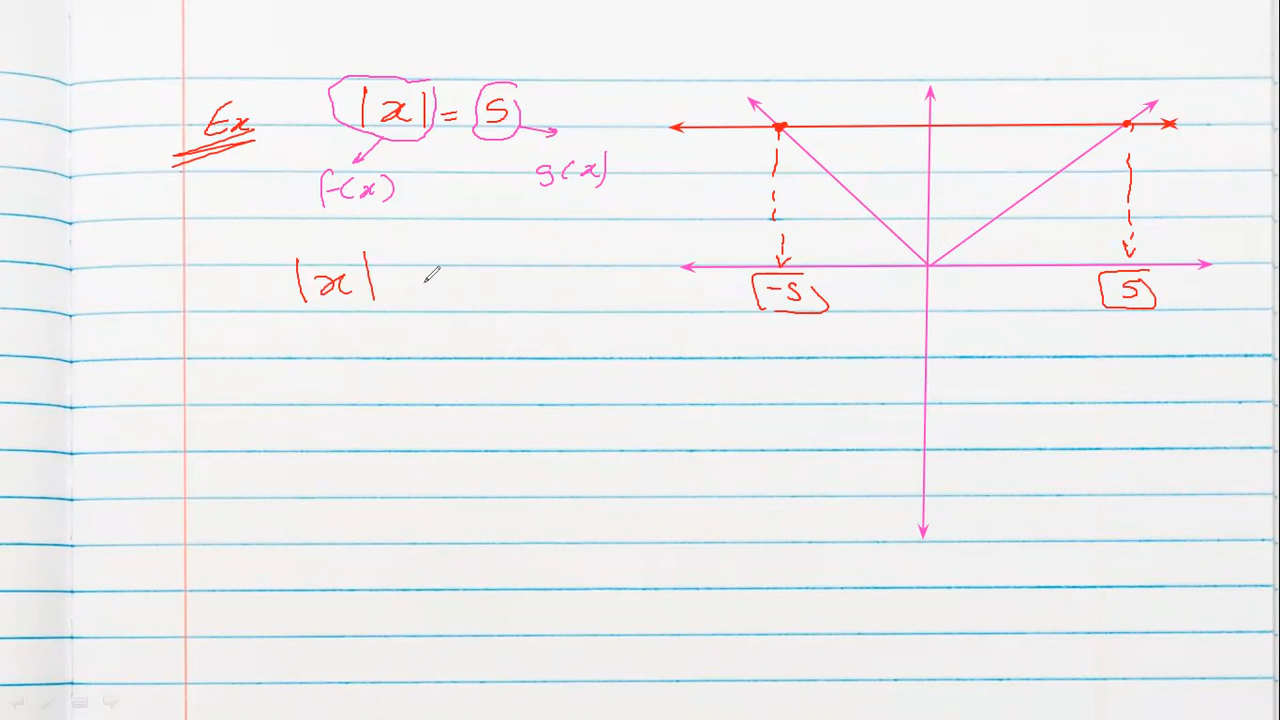 Ex |x| = 5
f(x) g(x)
|x|
-5 5